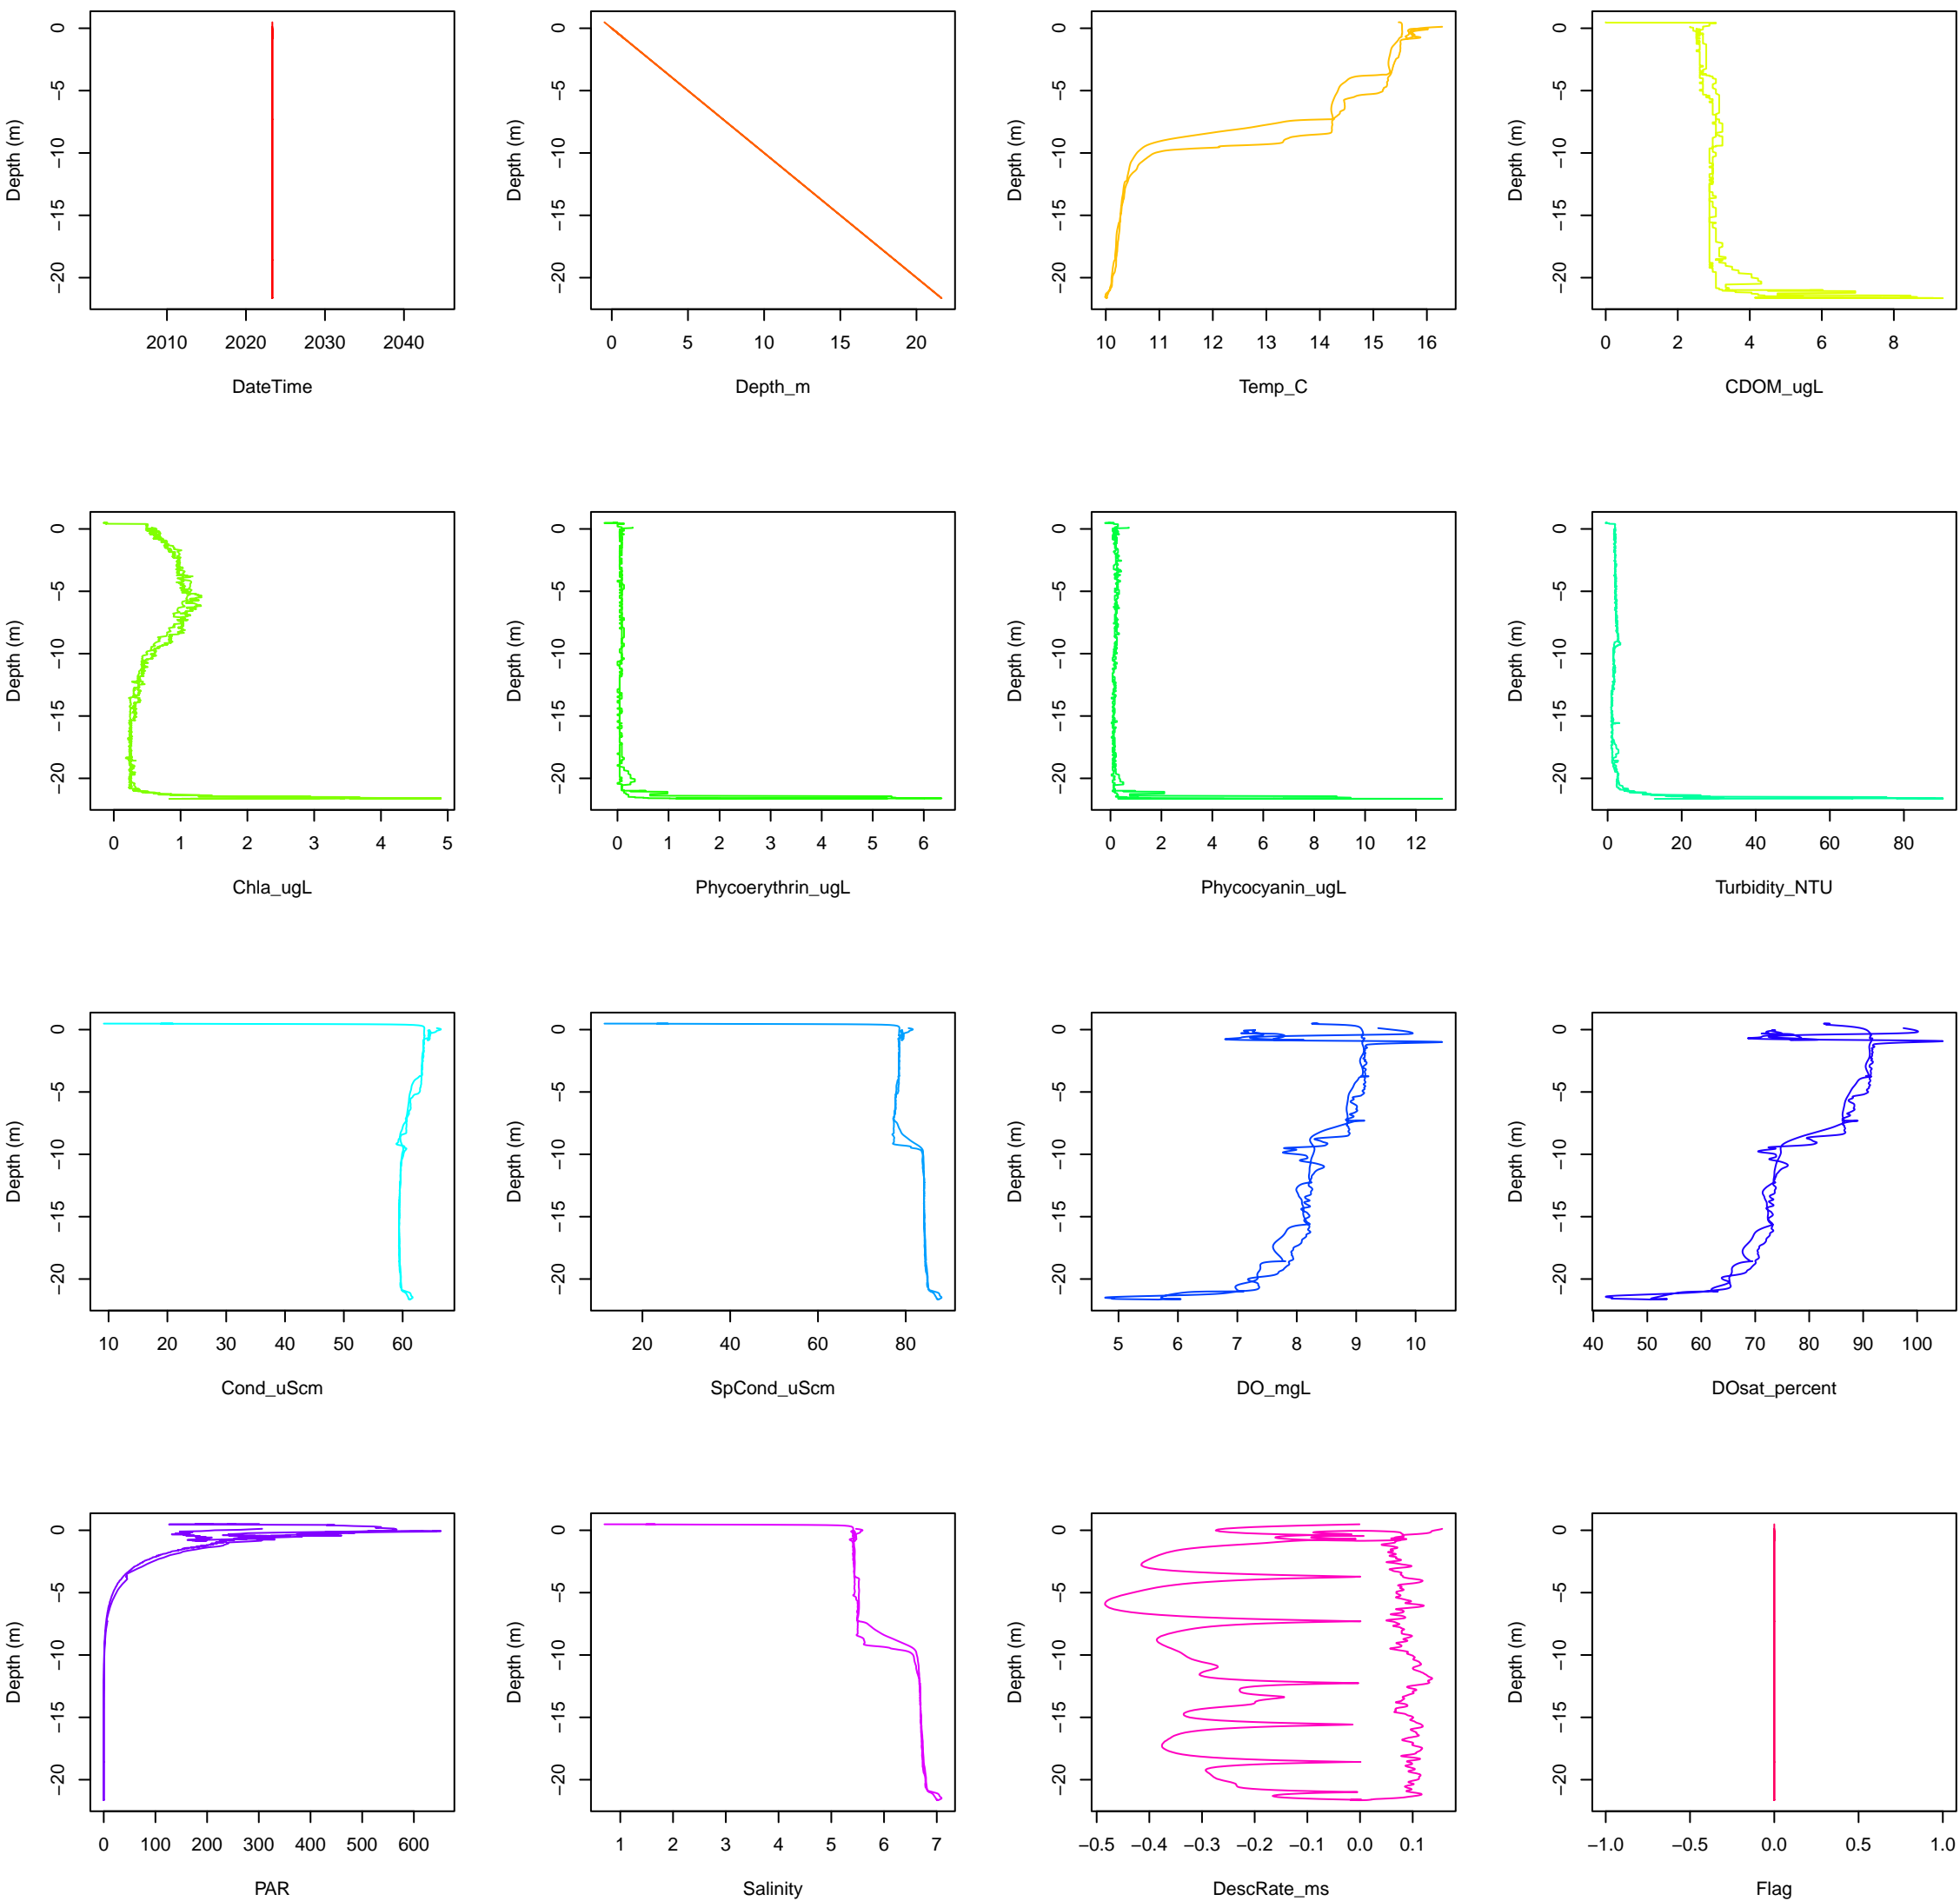 0 −5 −10 −15 −20 Depth (m)
2010 2020 2030 2040
DateTime
0 −5 −10 −15 −20 Depth (m)
0 5 10 15 20
Depth_m
0 −5 −10 −15 −20 Depth (m)
10 11 12 13 14 15 16
Temp_C
0 −5 −10 −15 −20 Depth (m)
0 2 4 6 8
CDOM_ugL
0 −5 −10 −15 −20 Depth (m)
0 1 2 3 4 5
Chla_ugL
0 −5 −10 −15 −20 Depth (m)
0 1 2 3 4 5 6
Phycoerythrin_ugL
0 −5 −10 −15 −20 Depth (m)
0 2 4 6 8 10 12
Phycocyanin_ugL
0 −5 −10 −15 −20 Depth (m)
0 20 40 60 80
Turbidity_NTU
0 −5 −10 −15 −20 Depth (m)
10 20 30 40 50 60
Cond_uScm
0 −5 −10 −15 −20 Depth (m)
20 40 60 80
SpCond_uScm
0 −5 −10 −15 −20 Depth (m)
5 6 7 8 9 10
DO_mgL
0 −5 −10 −15 −20 Depth (m)
40 50 60 70 80 90 100
DOsat_percent
0 −5 −10 −15 −20 Depth (m)
0 100 200 300 400 500 600
PAR
0 −5 −10 −15 −20 Depth (m)
1 2 3 4 5 6 7
Salinity
0 −5 −10 −15 −20 Depth (m)
−0.5 −0.4 −0.3 −0.2 −0.1 0.0 0.1
DescRate_ms
0 −5 −10 −15 −20 Depth (m)
−1.0 −0.5 0.0 0.5 1.0
Flag